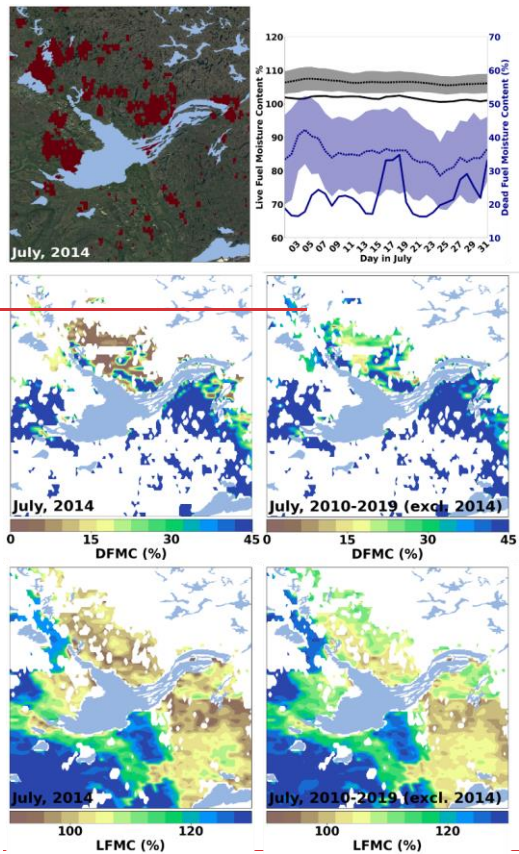 July, 2014
120
110
100
90
80
70
60
Live Fuel Moisture Content %
70
60
50
40
30
20
10
Dead Fuel Moisture Content (%)
03 05 07 09 11 13 15 17 19 21 23 25 27 29 31
Day in July
July, 2014
0 15 30 45
DFMC (%)
July, 2010-2019 (excl. 2014)
0 15 30 45
DFMC (%)
July, 2014
100 120
LFMC (%)
July, 2010-2019 (excl. 2014)
100 120
LFMC (%)